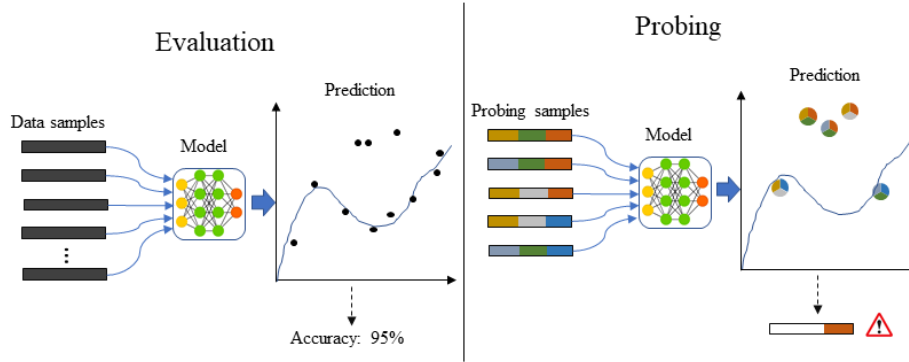 Evaluation
Data samples
Model
Prediction
...
Accuracy: 95%
Probing
Probing samples
Model
Prediction
!